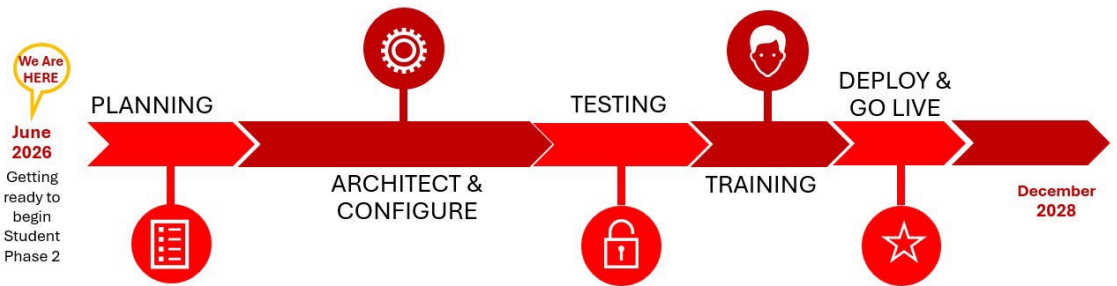 We Are
HERE
June
2026
Getting
ready to
begin
Student
Phase 2
PLANNING
ARCHITECT &
CONFIGURE
TESTING
TRAINING
DEPLOY &
GO LIVE
December
2028